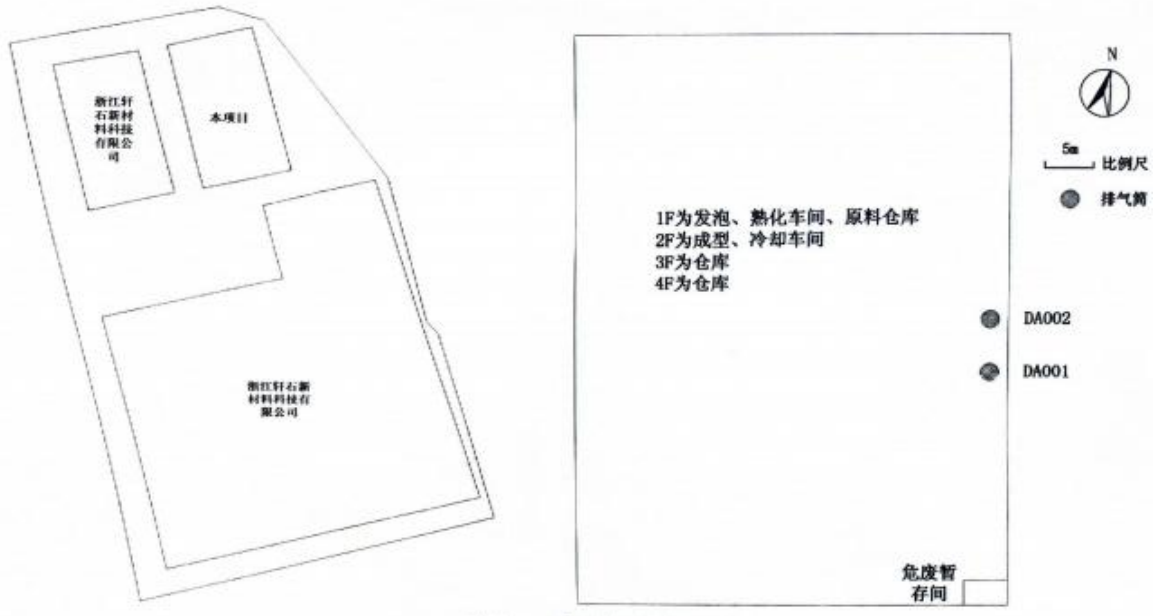 浙江轩
石新材
料科技
有限公
司
本项目
浙江轩石新
材料科技有
限公司
N
5m
比例尺
排气筒
1F为发泡、熟化车间、原料仓库
2F为成型、冷却车间
3F为仓库
4F为仓库
DA002
DA001
危废暂
存间